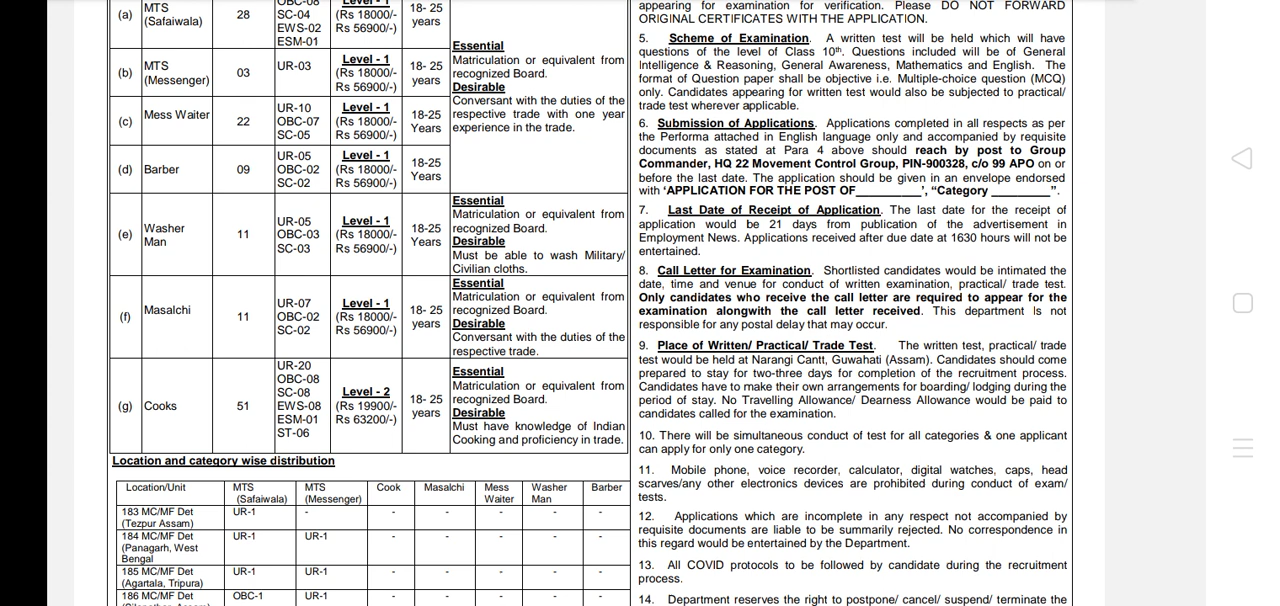 (a) MTS (Safaiwala) 28 OBC-08 SC-04 EWS-02 ESM-01 Level - 1 (Rs 18000/- Rs 56900/-) 18- 25 years
(b) MTS (Messenger) 03 UR-03 Level - 1 (Rs 18000/- Rs 56900/-) 18- 25 years
(c) Mess Waiter 22 UR-10 OBC-07 SC-05 Level - 1 (Rs 18000/- Rs 56900/-) 18-25 Years
(d) Barber 09 UR-05 OBC-02 SC-02 Level - 1 (Rs 18000/- Rs 56900/-) 18-25 Years
Essential
Matriculation or equivalent from
recognized Board.
Desirable
Conversant with the duties of the
respective trade with one year
experience in the trade.
(e) Washer Man 11 UR-05 OBC-03 SC-03 Level - 1 (Rs 18000/- Rs 56900/-) 18-25 Years
Essential
Matriculation or equivalent from
recognized Board.
Desirable
Must be able to wash Military/
Civilian cloths.
(f) Masalchi 11 UR-07 OBC-02 SC-02 Level - 1 (Rs 18000/- Rs 56900/-) 18- 25 years
Essential
Matriculation or equivalent from
recognized Board.
Desirable
Conversant with the duties of the
respective trade.
(g) Cooks 51 UR-20 OBC-08 SC-08 EWS-08 ESM-01 ST-06 Level - 2 (Rs 19900/- Rs 63200/-) 18- 25 years
Essential
Matriculation or equivalent from
recognized Board.
Desirable
Must have knowledge of Indian
Cooking and proficiency in trade.
Location and category wise distribution
Location/Unit MTS (Safaiwala) MTS (Messenger) Cook Masalchi Mess Waiter Washer Man Barber
183 MC/MF Det (Tezpur Assam) UR-1 - - - - - -
184 MC/MF Det (Panagarh, West Bengal UR-1 UR-1 - - - - -
185 MC/MF Det (Agartala, Tripura) UR-1 UR-1 - - - - -
186 MC/MF Det OBC-1 UR-1 - - - - -
appearing for examination for verification. Please DO NOT FORWARD
ORIGINAL CERTIFICATES WITH THE APPLICATION.
5. Scheme of Examination. A written test will be held which will have
questions of the level of Class 10th. Questions included will be of General
Intelligence & Reasoning, General Awareness, Mathematics and English. The
format of Question paper shall be objective i.e. Multiple-choice question (MCQ)
only. Candidates appearing for written test would also be subjected to practical/
trade test wherever applicable.
6. Submission of Applications. Applications completed in all respects as per
the Performa attached in English language only and accompanied by requisite
documents as stated at Para 4 above should reach by post to Group
Commander, HQ 22 Movement Control Group, PIN-900328, c/o 99 APO on or
before the last date. The application should be given in an envelope endorsed
with ‘APPLICATION FOR THE POST OF__________’, “Category _________”.
7. Last Date of Receipt of Application. The last date for the receipt of
application would be 21 days from publication of the advertisement in
Employment News. Applications received after due date at 1630 hours will not be
entertained.
8. Call Letter for Examination. Shortlisted candidates would be intimated the
date, time and venue for conduct of written examination, practical/ trade test.
Only candidates who receive the call letter are required to appear for the
examination alongwith the call letter received. This department Is not
responsible for any postal delay that may occur.
9. Place of Written/ Practical/ Trade Test. The written test, practical/ trade
test would be held at Narangi Cantt, Guwahati (Assam). Candidates should come
prepared to stay for two-three days for completion of the recruitment process.
Candidates have to make their own arrangements for boarding/ lodging during the
period of stay. No Travelling Allowance/ Dearness Allowance would be paid to
candidates called for the examination.
10. There will be simultaneous conduct of test for all categories & one applicant
can apply for only one category.
11. Mobile phone, voice recorder, calculator, digital watches, caps, head
scarves/any other electronics devices are prohibited during conduct of exam/
tests.
12. Applications which are incomplete in any respect not accompanied by
requisite documents are liable to be summarily rejected. No correspondence in
this regard would be entertained by the Department.
13. All COVID protocols to be followed by candidate during the recruitment
process.
14. Department reserves the right to postpone/ cancel/ suspend/ terminate the